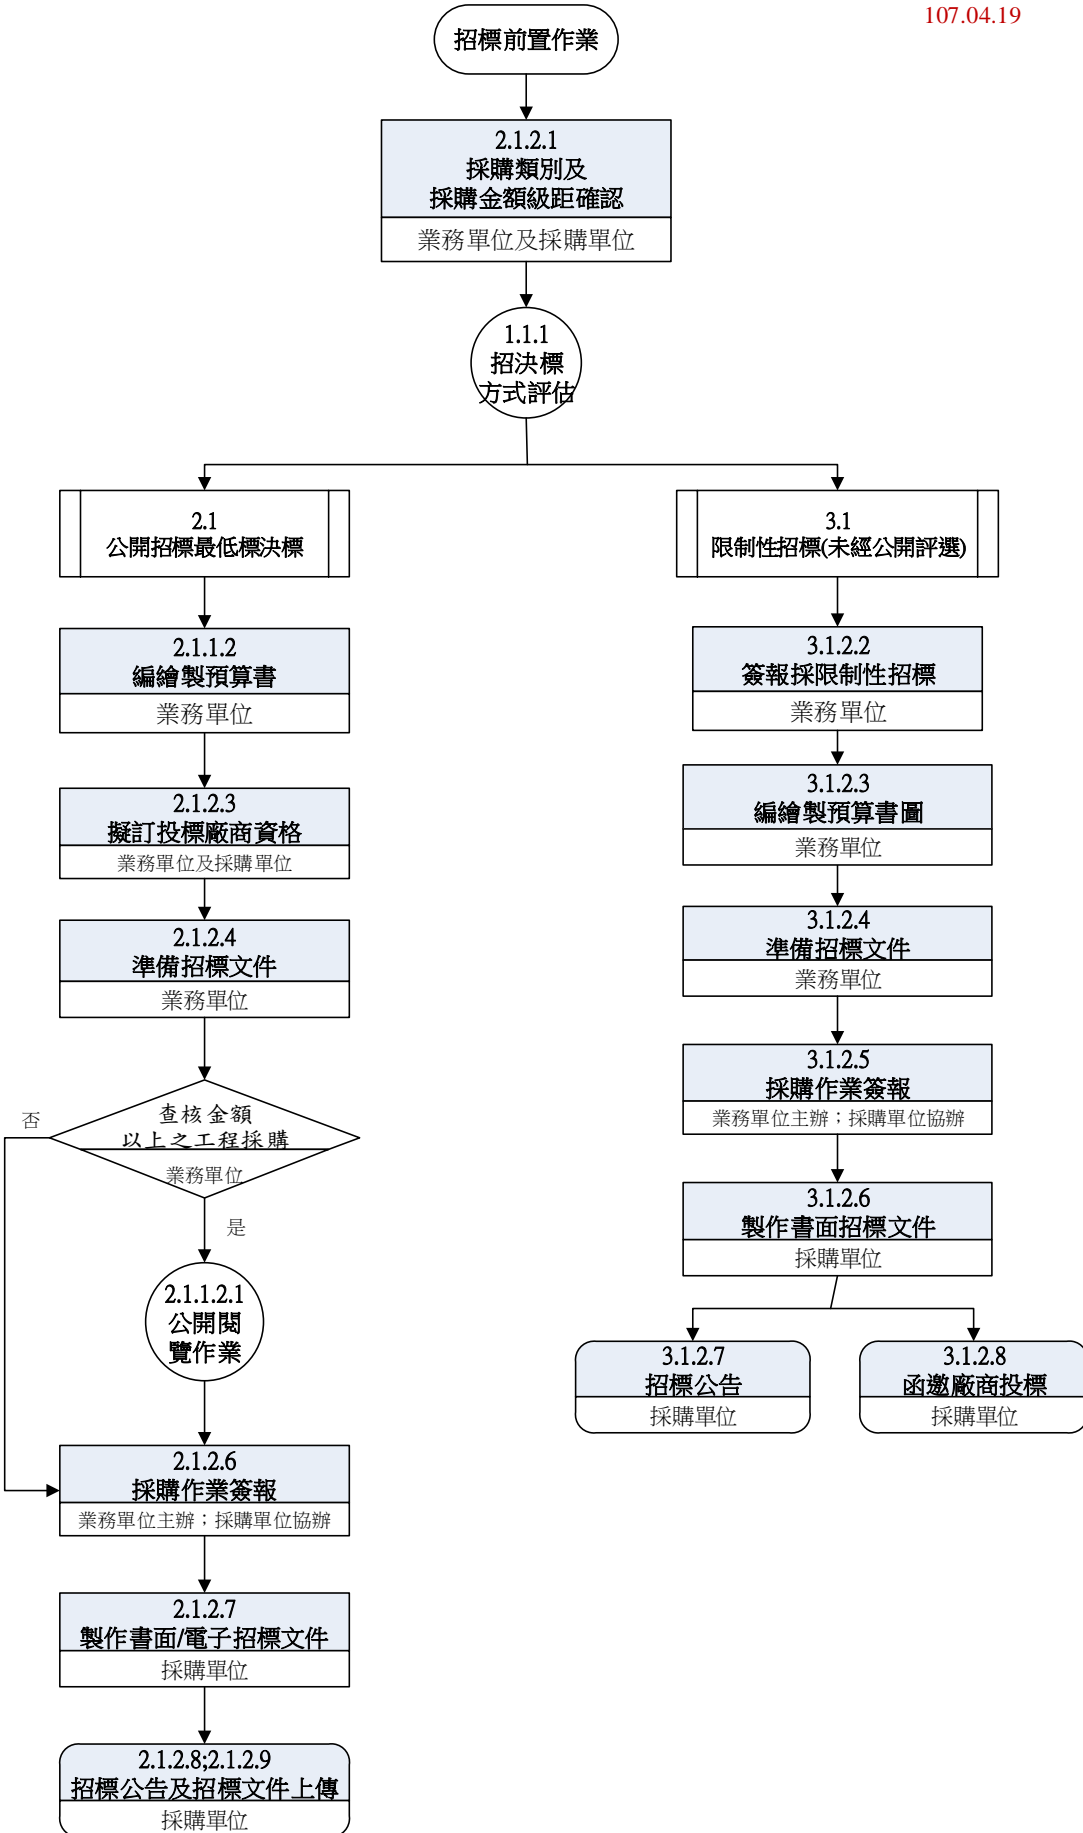 107.04.19
招標前置作業
2.1.2.1
採購類別及
採購金額級距確認
業務單位及採購單位
1.1.1
招決標
方式評估
2.1
公開招標最低標決標
2.1.1.2
編繪製預算書
業務單位
2.1.2.3
擬訂投標廠商資格
業務單位及採購單位
2.1.2.4
準備招標文件
業務單位
查核金額
以上之工程採購
業務單位
否
是
2.1.1.2.1
公開閱
覽作業
2.1.2.6
採購作業簽報
業務單位主辦；採購單位協辦
2.1.2.7
製作書面/電子招標文件
採購單位
2.1.2.8;2.1.2.9
招標公告及招標文件上傳
採購單位
3.1
限制性招標(未經公開評選)
3.1.2.2
簽報採限制性招標
業務單位
3.1.2.3
編繪製預算書圖
業務單位
3.1.2.4
準備招標文件
業務單位
3.1.2.5
採購作業簽報
業務單位主辦；採購單位協辦
3.1.2.6
製作書面招標文件
採購單位
3.1.2.7
招標公告
採購單位
3.1.2.8
函邀廠商投標
採購單位